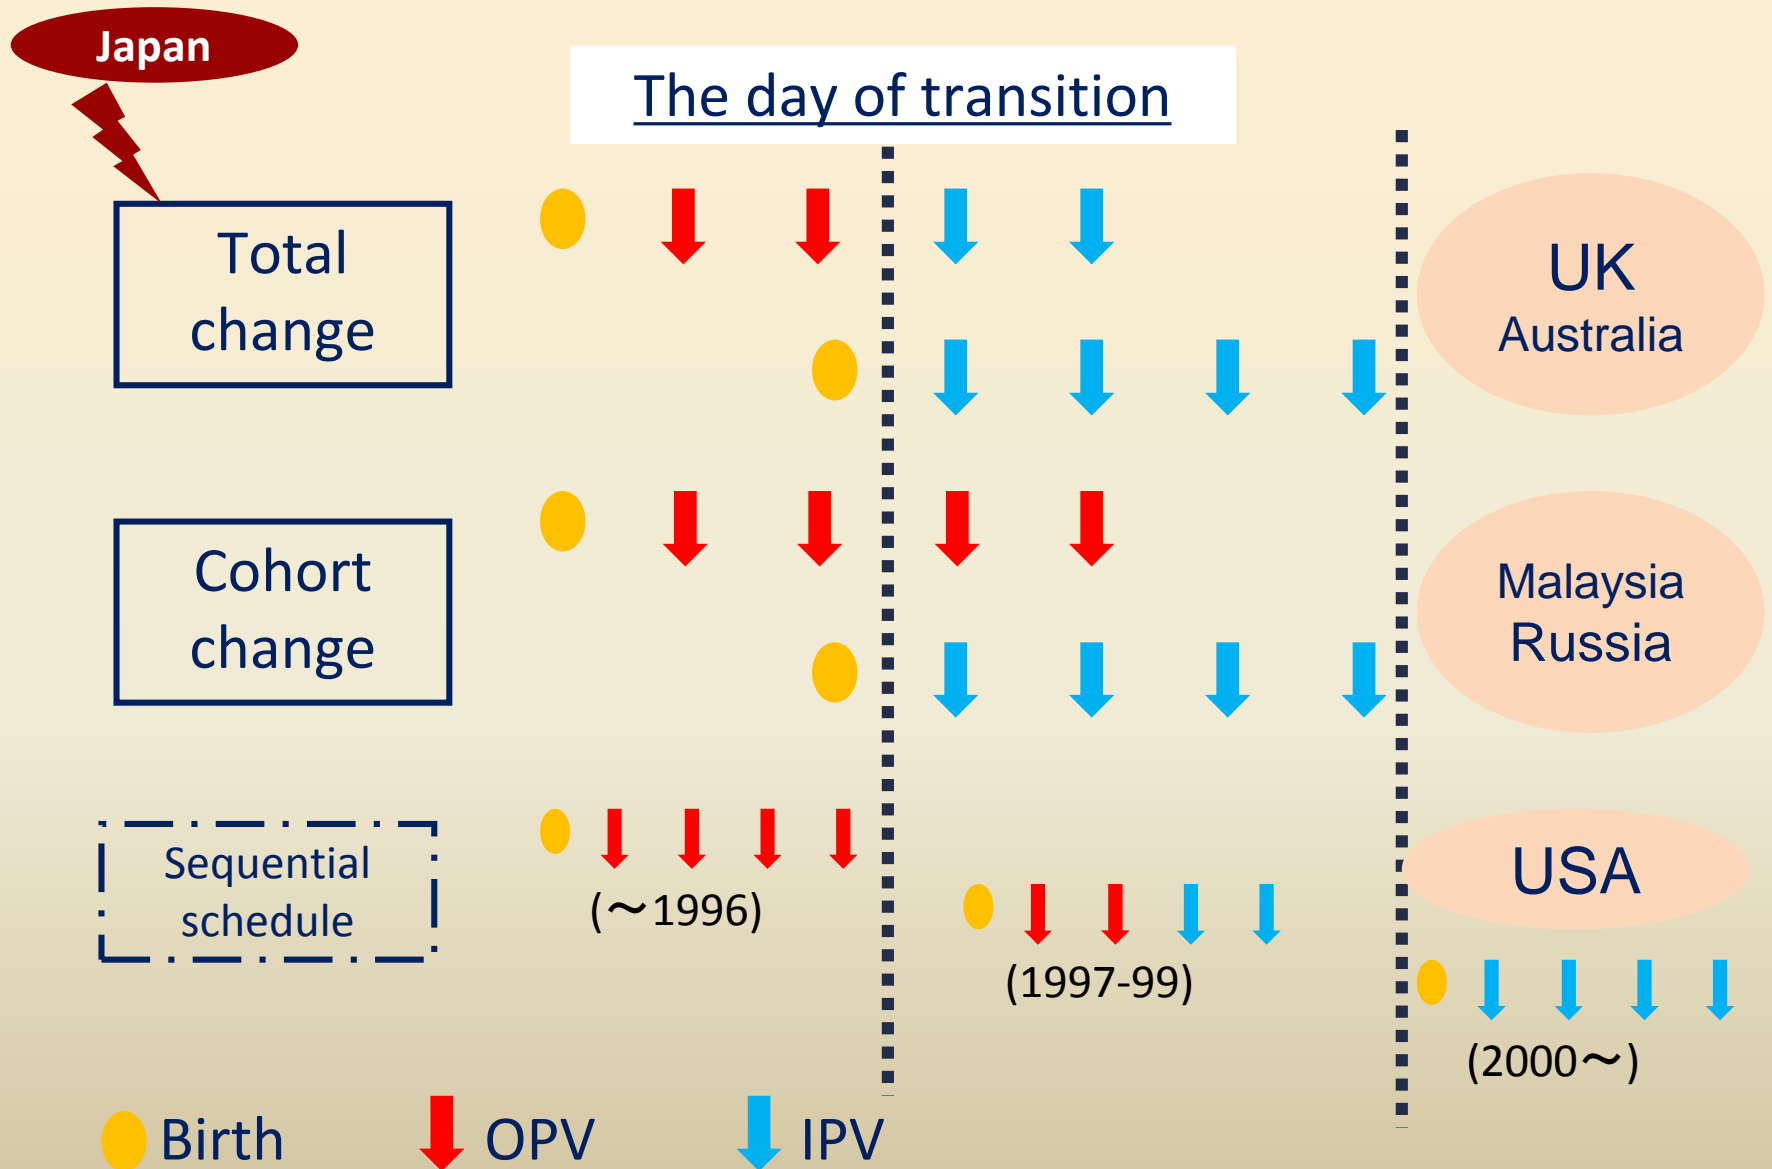 Japan
The day of transition
Total
change
UK
Australia
Cohort
change
Malaysia
Russia
Sequential
schedule
(～1996)
(1997-99)
USA
(2000～)
Birth
OPV
IPV